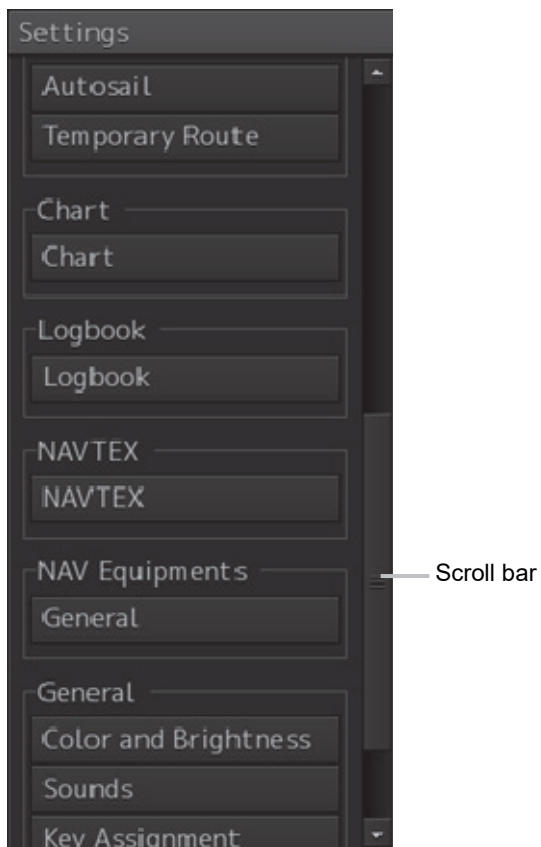 Settings
Autosail
Temporary Route
Chart
Chart
Logbook
Logbook
NAVTEX
NAVTEX
NAV Equipments
Scroll bar
General
General
Color and Brightness
Sounds
Key Assignment